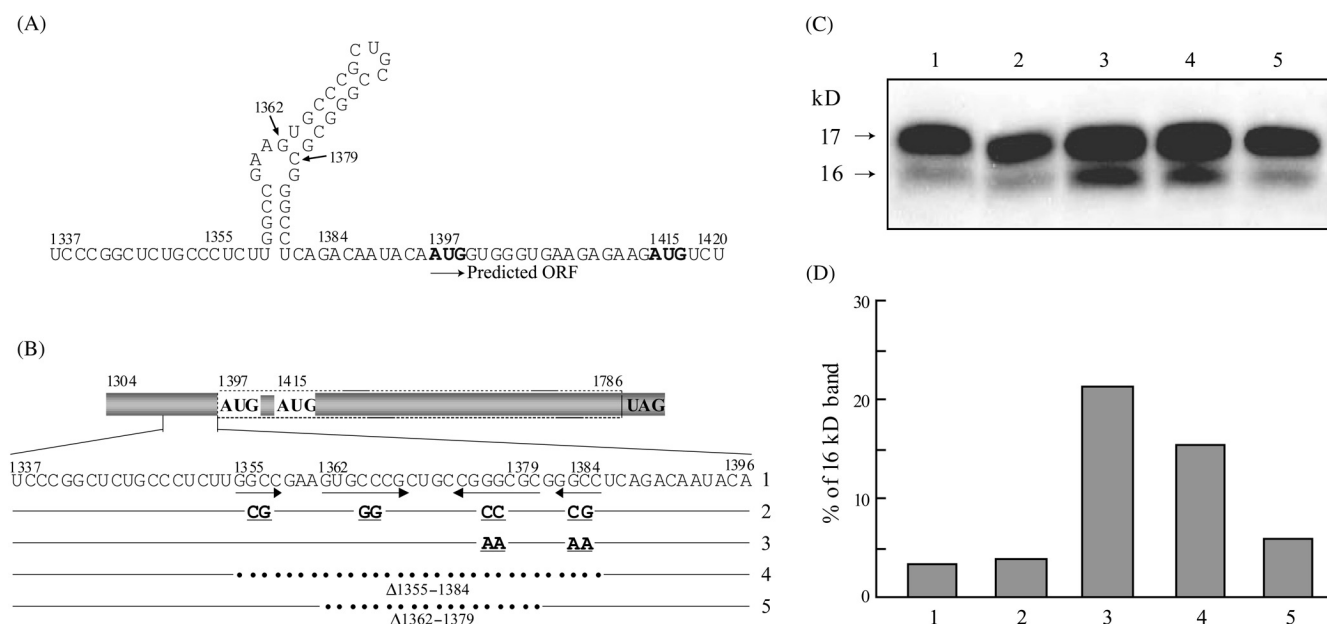 (A)
C U G C
1362
1379
GGCCGAAGUGCCCGCUGCCGGGCGCGGGCC
1337 1355 1384 1397 1415 1420
UCCCGGCUCUGCCCUCUU UCAGACAAUACAAUGGUGGGUGAAGAGAAGAUGUCU
Predicted ORF
(B)
1304 1397 1415 1786
AUG AUG UAG
1337 1355 1362 1379 1384 1396
UCCCGGCUCUGCCCUCUUGGCCGAAGUGCCCGCUGCCGGGCGCGGGCCUCAGACAAUACA 1
CG GG CC CG 2
AA AA 3
4
Δ1355–1384
5
Δ1362–1379
(C)
1 2 3 4 5
kD
17 →
16 →
(D)
30
20
10
0
% of 16 kD band
1 2 3 4 5